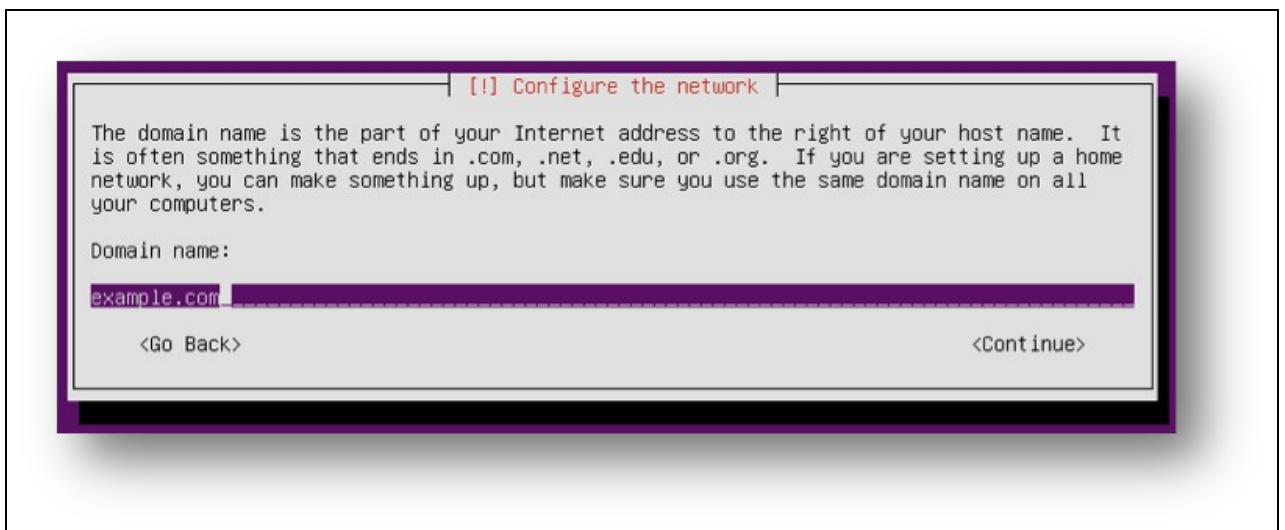 [!] Configure the network
The domain name is the part of your Internet address to the right of your host name.  It
is often something that ends in .com, .net, .edu, or .org.  If you are setting up a home
network, you can make something up, but make sure you use the same domain name on all
your computers.
Domain name:
example.com
<Go Back> <Continue>